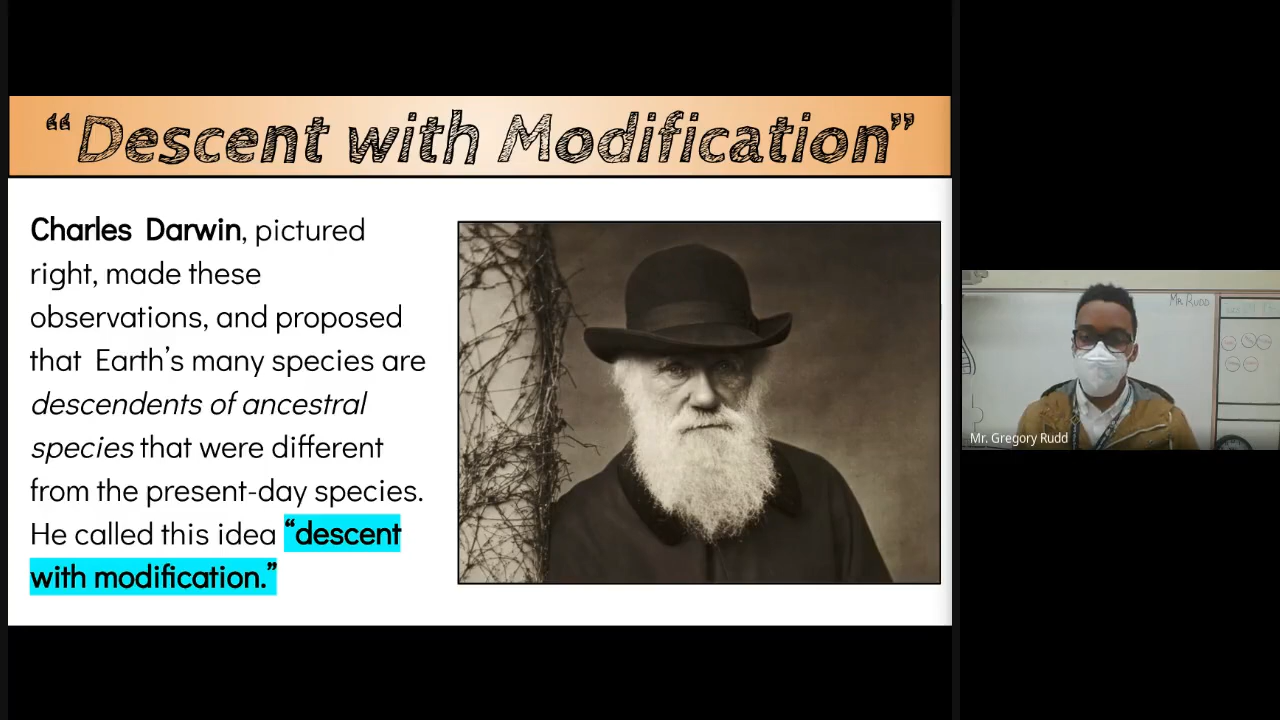 “Descent with Modification”
Charles Darwin, pictured
right, made these
observations, and proposed
that Earth’s many species are
descendents of ancestral
species that were different
from the present-day species.
He called this idea “descent
with modification.”
Mr. Rudd
Mr. Gregory Rudd